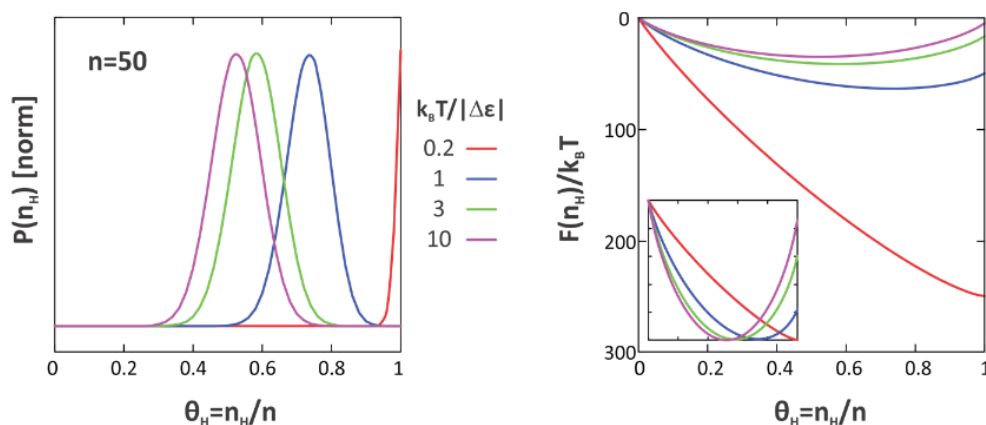 n=50
P(n_H) [norm]
k_BT/|Δε|
0.2
1
3
10
0 0.2 0.4 0.6 0.8 1
θ_H=n_H/n
F(n_H)/k_BT
0
100
200
300
0 0.2 0.4 0.6 0.8 1
θ_H=n_H/n